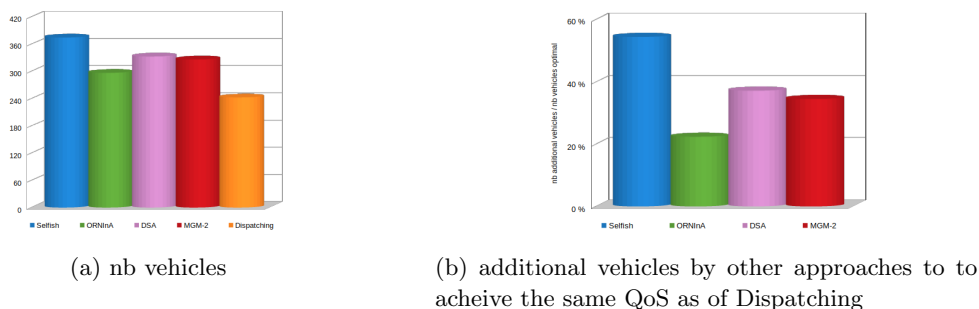 420
360
300
240
180
120
60
0
Selfish ORNInA DSA MGM-2 Dispatching
(a) nb vehicles
nb additional vehicles / nb vehicles optimal
60 %
40 %
20 %
0 %
Selfish ORNInA DSA MGM-2
(b) additional vehicles by other approaches to to
acheive the same QoS as of Dispatching